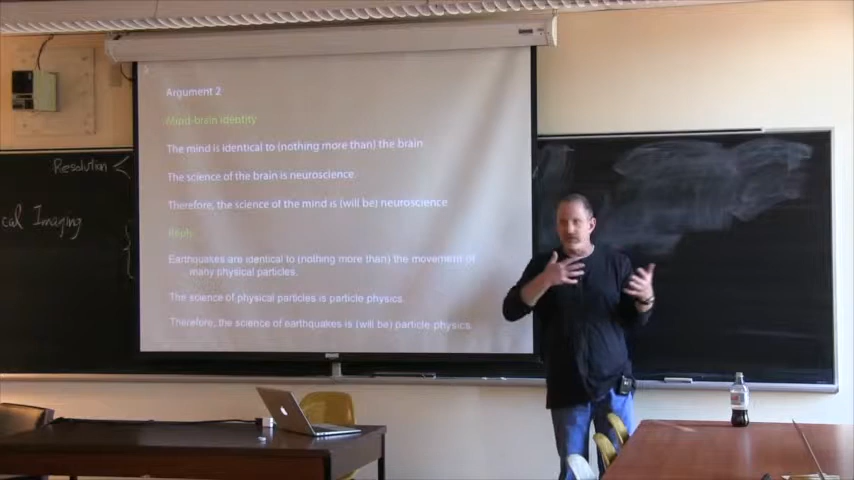 Argument 2
Mind-brain identity
The mind is identical to (nothing more than) the brain
The science of the brain is neuroscience.
Therefore, the science of the mind is (will be) neuroscience
Reply
Earthquakes are identical to (nothing more than) the movement of
many physical particles.
The science of physical particles is particle physics.
Therefore, the science of earthquakes is (will be) particle physics.
Resolution <
cal Imaging